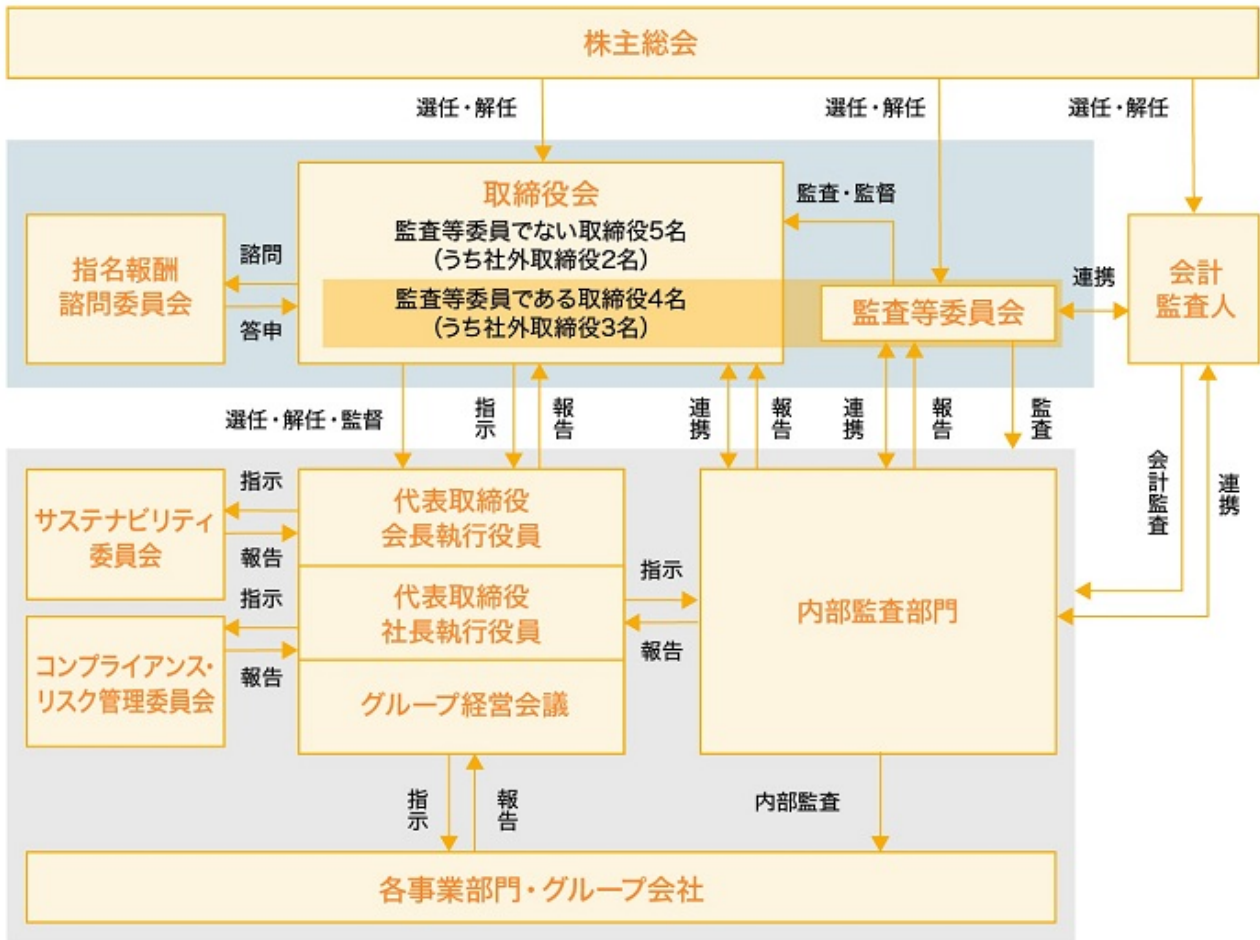 株主総会
選任・解任
選任・解任
選任・解任
取締役会
監査等委員でない取締役5名
(うち社外取締役2名)
監査等委員である取締役4名
(うち社外取締役3名)
監査・監督
監査等委員会
指名報酬
諮問委員会
諮問
答申
連携
会計
監査人
選任・解任・監督
指示
報告
連携
報告
連携
報告
監査
会計監査
連携
サステナビリティ
委員会
指示
報告
代表取締役
会長執行役員
代表取締役
社長執行役員
グループ経営会議
指示
報告
コンプライアンス・
リスク管理委員会
指示
報告
内部監査部門
指示
報告
内部監査
各事業部門・グループ会社